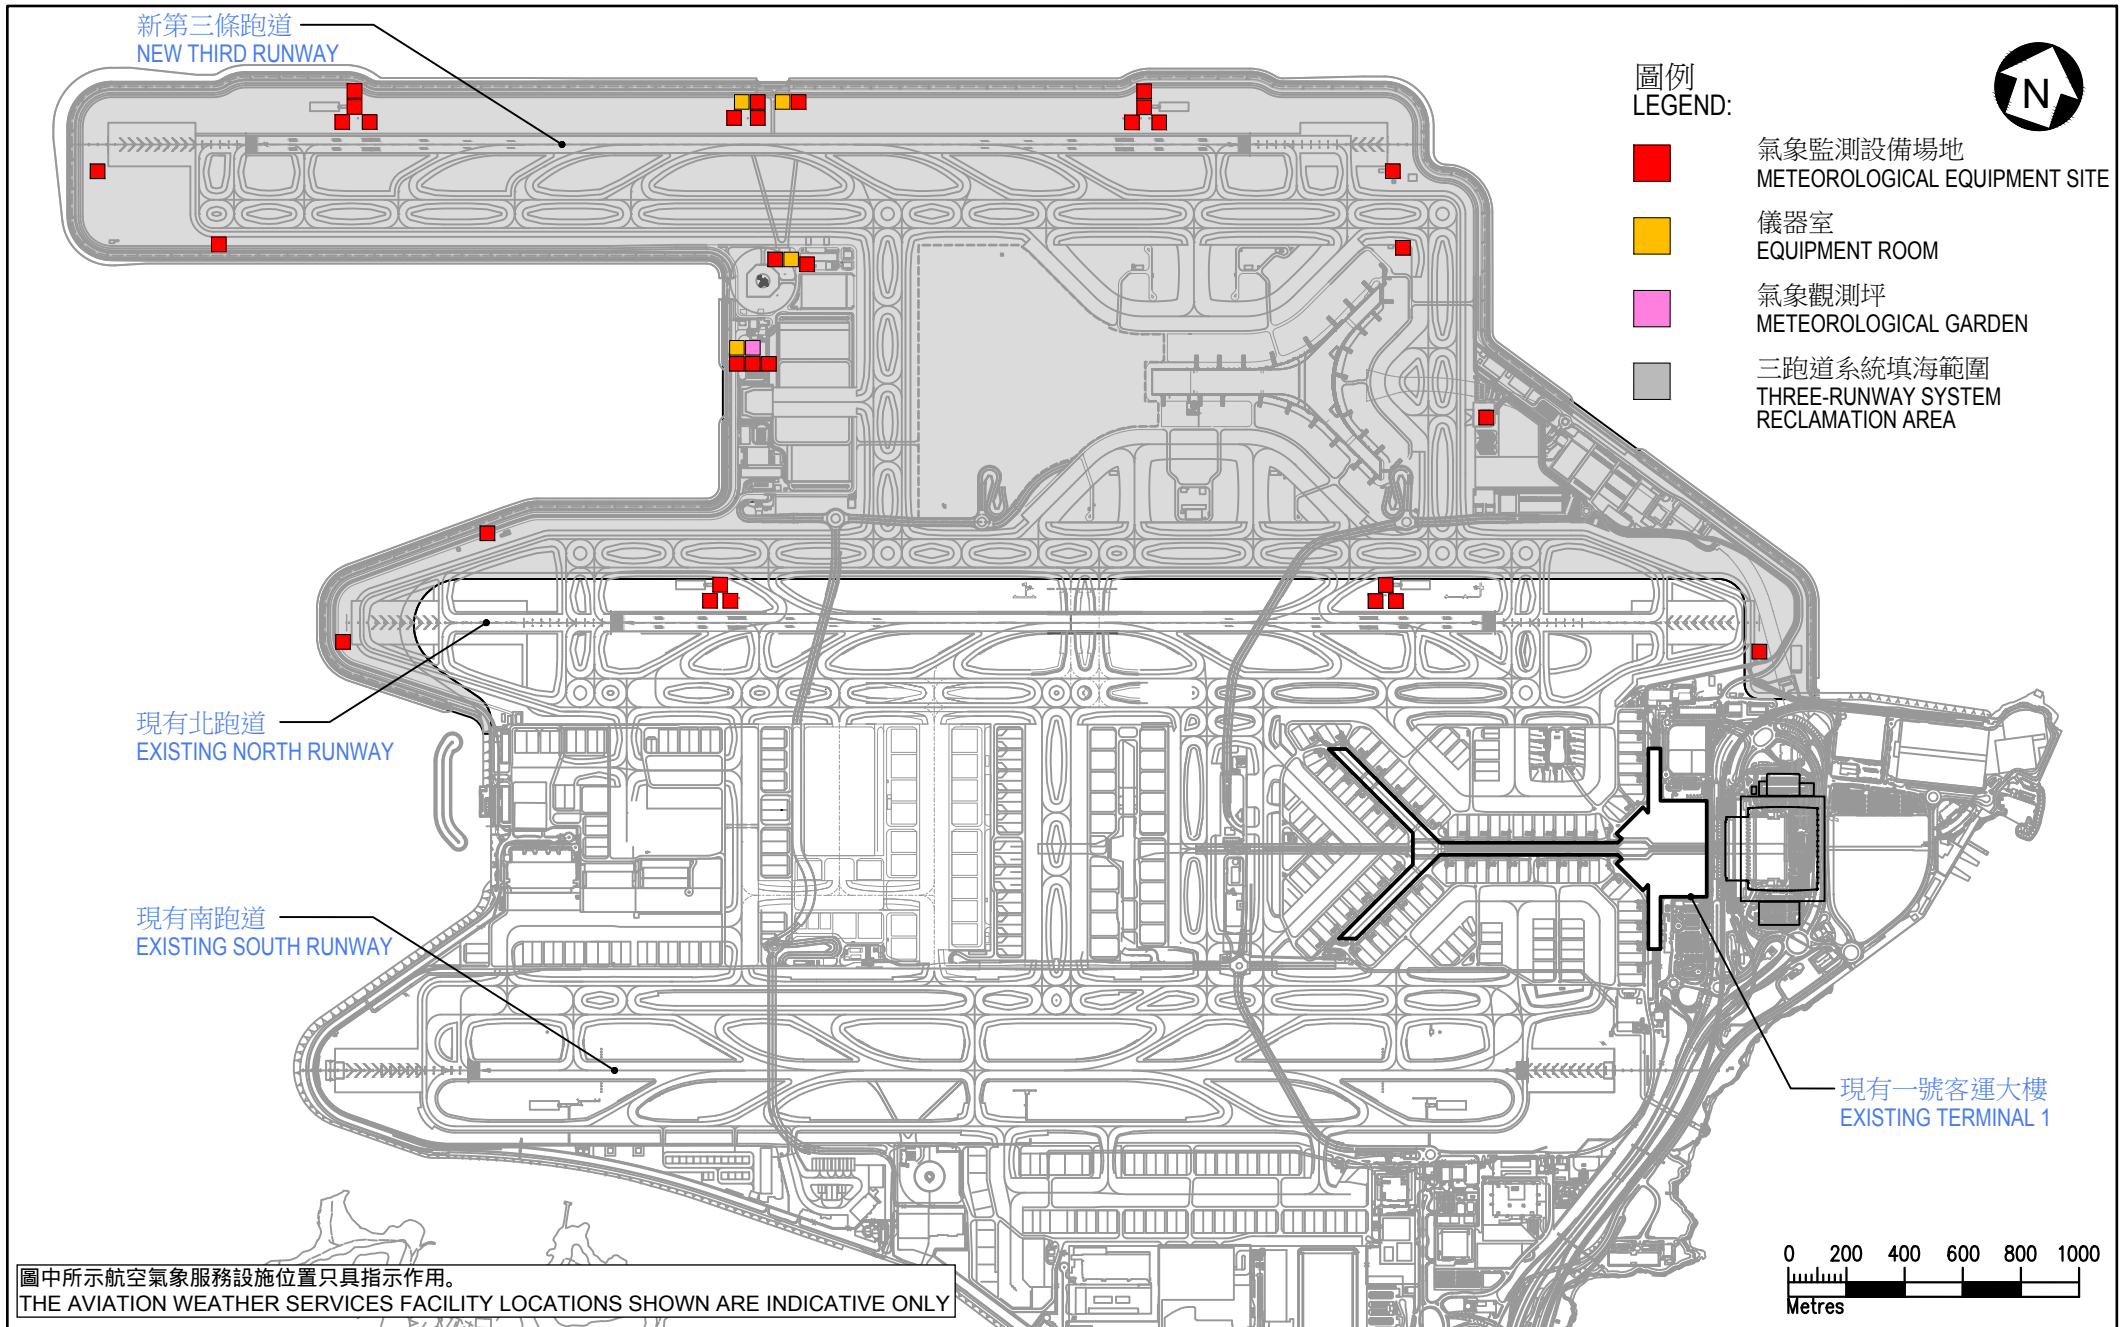 新第三條跑道
NEW THIRD RUNWAY
圖例
LEGEND:
N
氣象監測設備場地
METEOROLOGICAL EQUIPMENT SITE
儀器室
EQUIPMENT ROOM
氣象觀測坪
METEOROLOGICAL GARDEN
三跑道系統填海範圍
THREE-RUNWAY SYSTEM
RECLAMATION AREA
現有北跑道
EXISTING NORTH RUNWAY
現有南跑道
EXISTING SOUTH RUNWAY
現有一號客運大樓
EXISTING TERMINAL 1
0 200 400 600 800 1000
Metres
圖中所示航空氣象服務設施位置只具指示作用。
THE AVIATION WEATHER SERVICES FACILITY LOCATIONS SHOWN ARE INDICATIVE ONLY